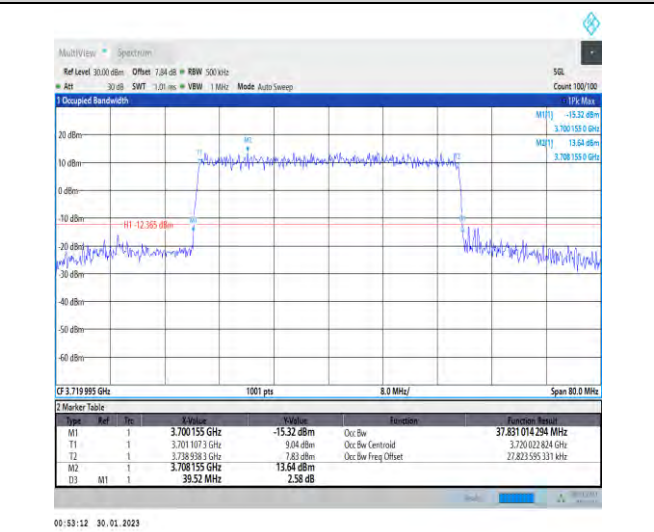 MultiView Spectrum
Ref Level 30.00 dBm Offset 7.84 dB RBW 500 kHz SGL
Att 30 dB SWT 1.01 ms VBW 1 MHz Mode Auto Sweep Count 100/100
1 Occupied Bandwidth 1Pk Max
M1[1] -15.32 dBm
3.700 155 0 GHz
M2[1] 13.64 dBm
3.708 155 0 GHz
20 dBm
10 dBm
0 dBm
-10 dBm
H1 -12.365 dBm
-20 dBm
-30 dBm
-40 dBm
-50 dBm
-60 dBm
CF 3.719 995 GHz 1001 pts 8.0 MHz/ Span 80.0 MHz
2 Marker Table
Type Ref Trc X-Value Y-Value Function Function Result
M1 1 3.700 155 GHz -15.32 dBm Occ Bw 37.831 014 294 MHz
T1 1 3.701 107 3 GHz 9.04 dBm Occ Bw Centroid 3.720 022 824 GHz
T2 1 3.738 938 3 GHz 7.83 dBm Occ Bw Freq Offset 27.823 595 331 kHz
M2 1 3.708 155 GHz 13.64 dBm
D3 M1 1 39.52 MHz 2.58 dB
00:53:12 30.01.2023